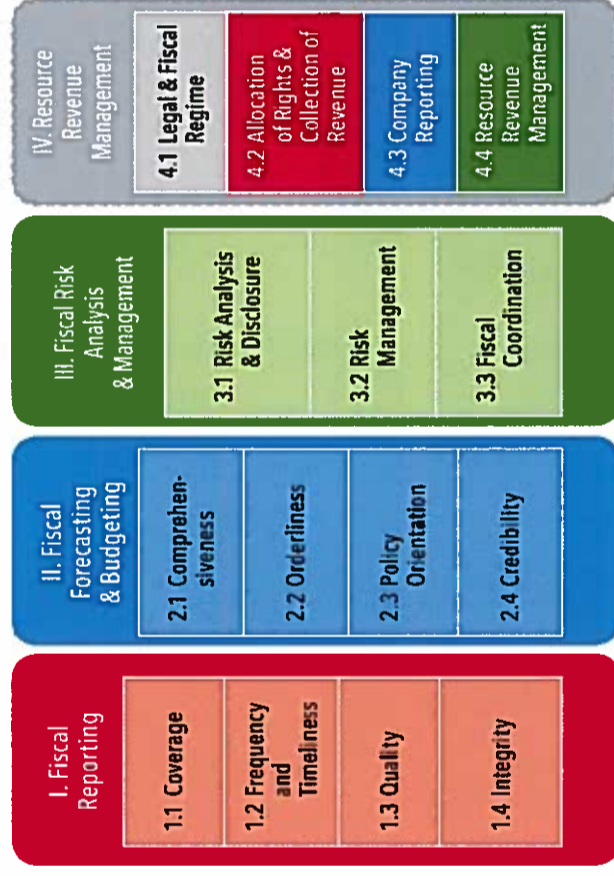 I. Fiscal
Reporting
1.1 Coverage
1.2 Frequency
and
Timeliness
1.3 Quality
1.4 Integrity
II. Fiscal
Forecasting
& Budgeting
2.1 Comprehen-
siveness
2.2 Orderliness
2.3 Policy
Orientation
2.4 Credibility
III. Fiscal Risk
Analysis
& Management
3.1 Risk Analysis
& Disclosure
3.2 Risk
Management
3.3 Fiscal
Coordination
IV. Resource
Revenue
Management
4.1 Legal & Fiscal
Regime
4.2 Allocation
of Rights &
Collection of
Revenue
4.3 Company
Reporting
4.4 Resource
Revenue
Management